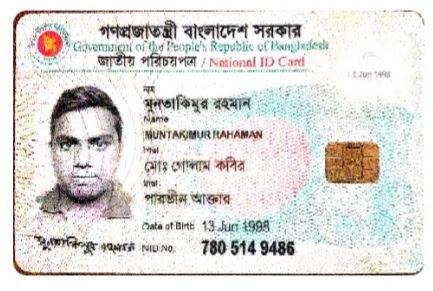 গণপ্রজাতন্ত্রী বাংলাদেশ সরকার
Government of the People's Republic of Bangladesh
জাতীয় পরিচয়পত্র / National ID Card
13 Jun 1998
নাম
মুনতাকিমুর রহমান
Name
MUNTAKIMUR RAHAMAN
পিতা
মোঃ গোলাম কবির
মাতা
পারভীন আক্তার
Date of Birth 13 Jun 1998
NID No. 780 514 9486